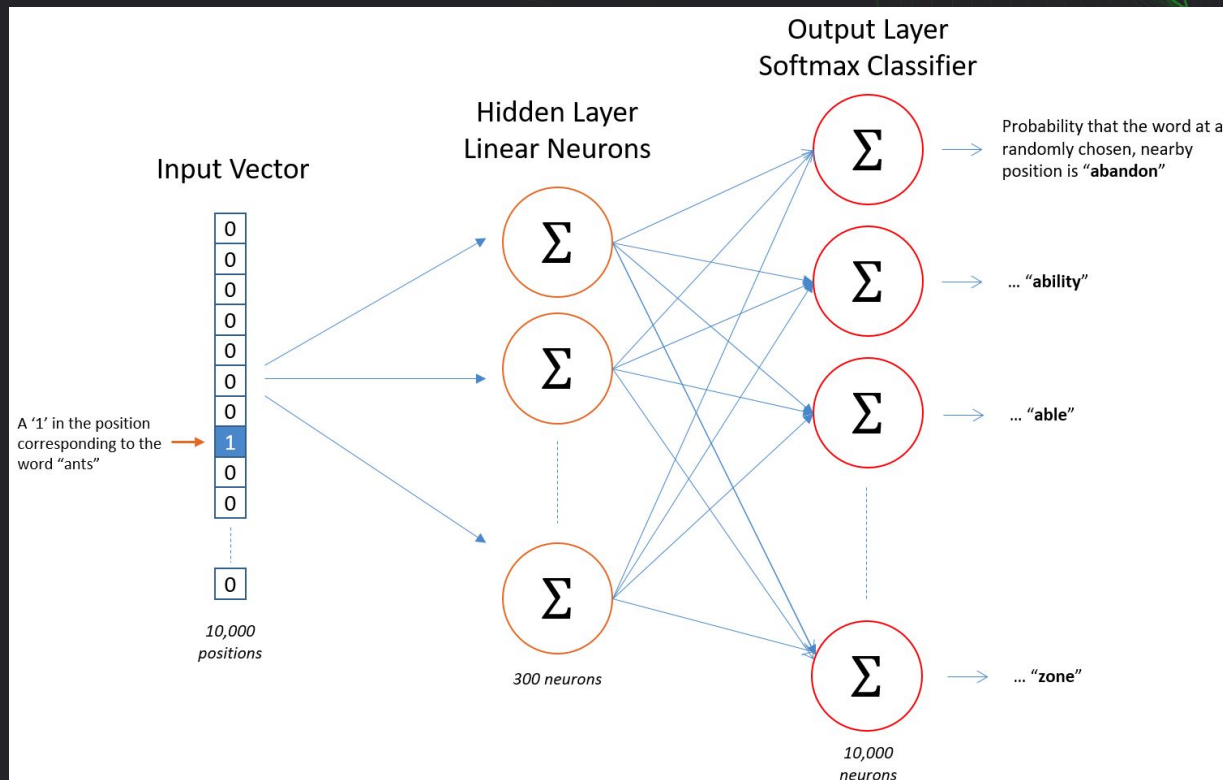 Output Layer
Softmax Classifier
Hidden Layer
Linear Neurons
Input Vector
0
0
0
0
0
0
0
1
0
0
0
A ‘1’ in the position
corresponding to the
word “ants”
10,000
positions
Σ
Σ
Σ
300 neurons
Σ
Σ
Σ
Σ
10,000
neurons
Probability that the word at a
randomly chosen, nearby
position is “abandon”
... “ability”
... “able”
... “zone”